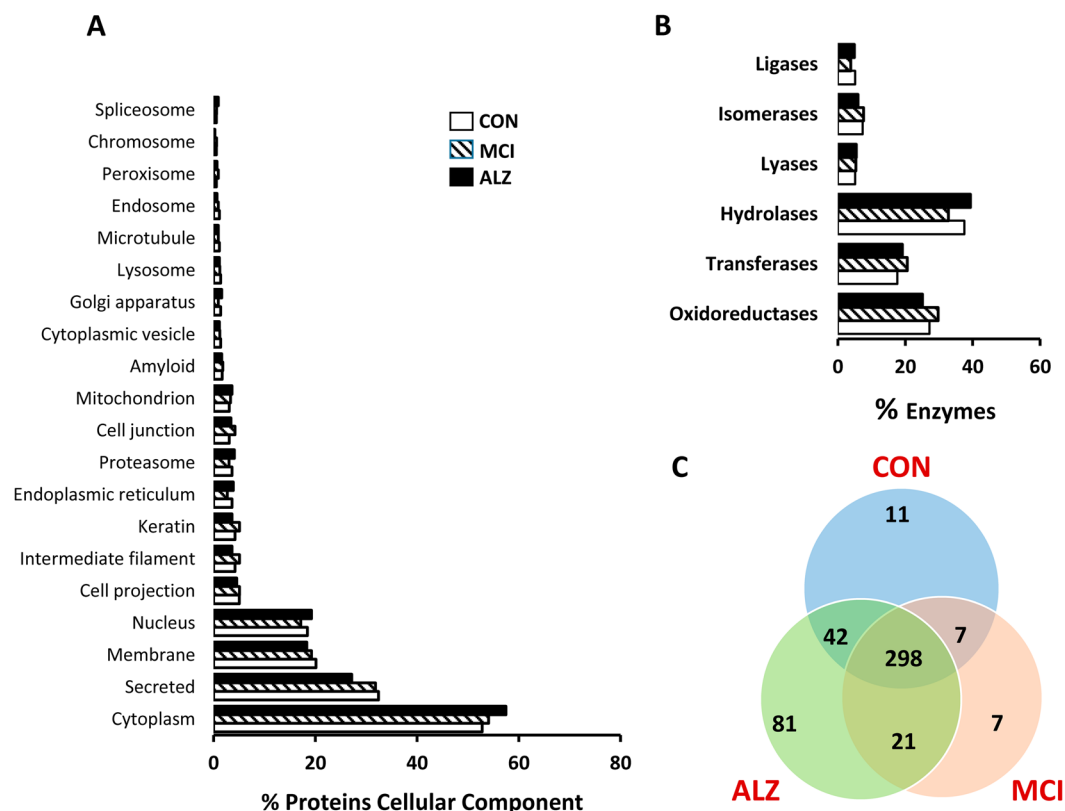 A
Spliceosome
Chromosome
Peroxisome
Endosome
Microtubule
Lysosome
Golgi apparatus
Cytoplasmic vesicle
Amyloid
Mitochondrion
Cell junction
Proteasome
Endoplasmic reticulum
Keratin
Intermediate filament
Cell projection
Nucleus
Membrane
Secreted
Cytoplasm
0 20 40 60 80
% Proteins Cellular Component
CON
MCI
ALZ
B
Ligases
Isomerases
Lyases
Hydrolases
Transferases
Oxidoreductases
0 20 40 60
% Enzymes
C
CON
11
42
7
298
81
21
7
ALZ
MCI